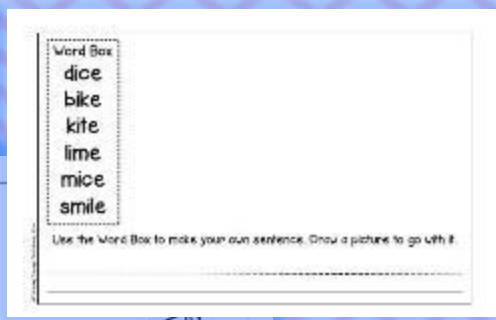 Word Box
dice
bike
kite
lime
mice
smile
Use the Word Box to make your own sentence. Draw a picture to go with it.